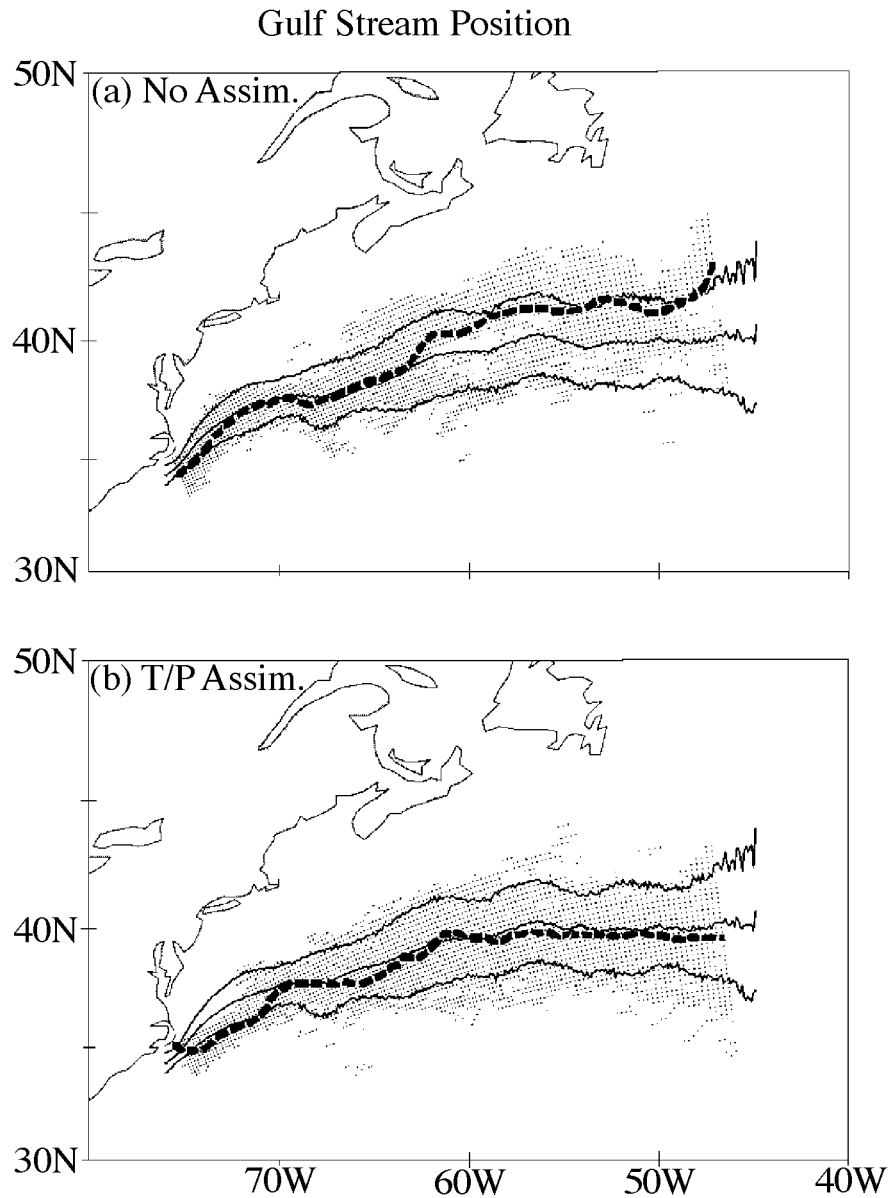 Gulf Stream Position
50N
(a) No Assim.
40N
30N
50N
(b) T/P Assim.
40N
30N
70W 60W 50W 40W